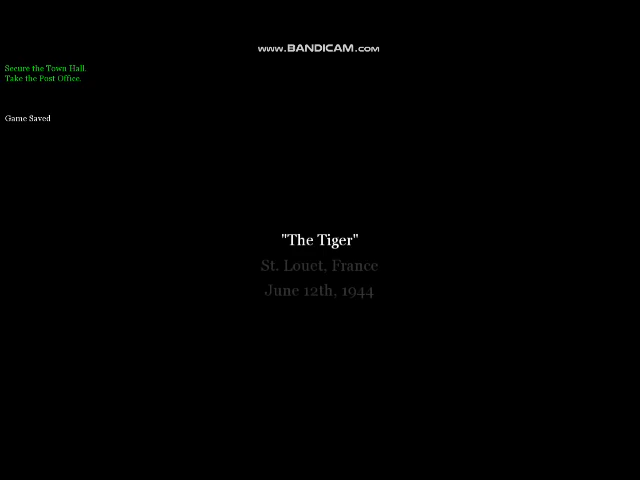 www.BANDICAM.COM
Secure the Town Hall.
Take the Post Office.
Game Saved
"The Tiger"
St. Louet, France
June 12th, 1944